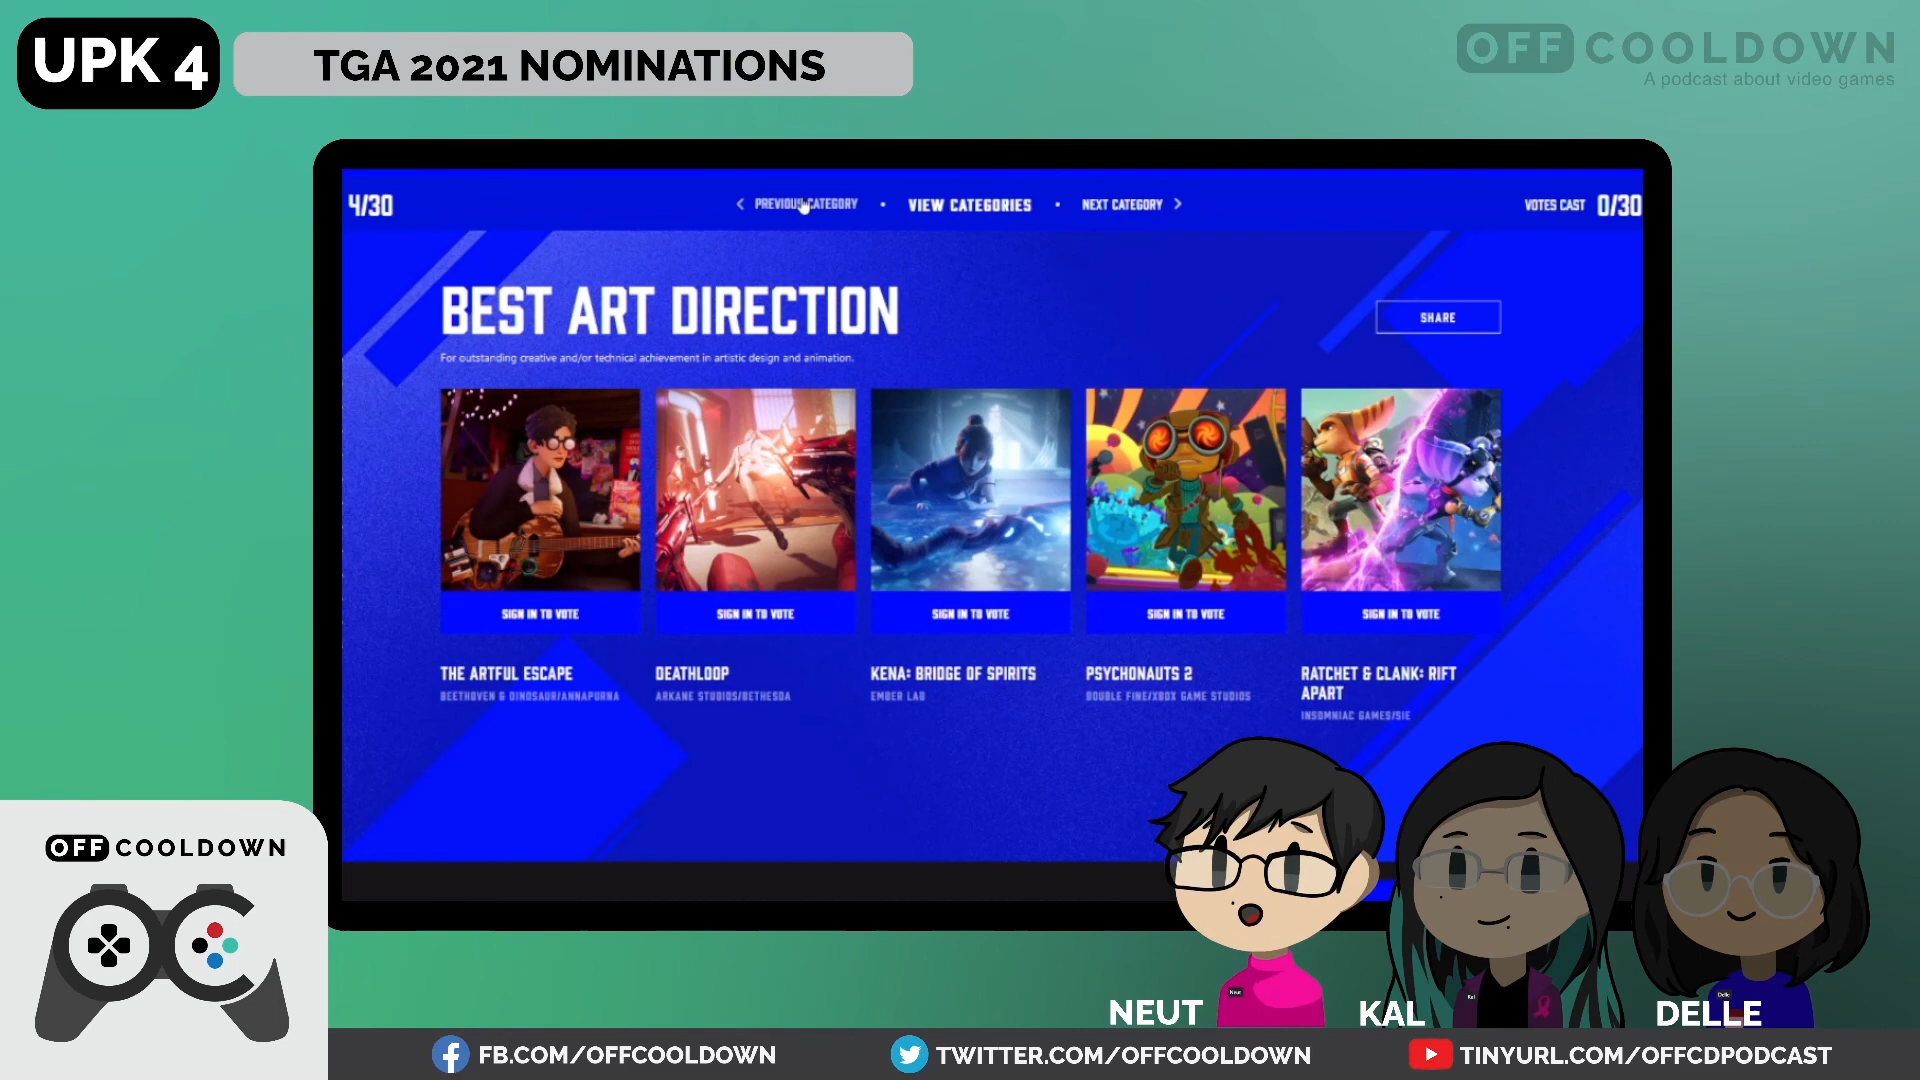 UPK 4
TGA 2021 NOMINATIONS
OFF COOLDOWN
A podcast about video games
4/30
PREVIOUS CATEGORY
VIEW CATEGORIES
NEXT CATEGORY
VOTES CAST 0/30
BEST ART DIRECTION
SHARE
For outstanding creative and/or technical achievement in artistic design and animation.
SIGN IN TO VOTE
SIGN IN TO VOTE
SIGN IN TO VOTE
SIGN IN TO VOTE
SIGN IN TO VOTE
THE ARTFUL ESCAPE
BEETHOVEN & DINOSAUR/ANNAPURNA
DEATHLOOP
ARKANE STUDIOS/BETHESDA
KENA: BRIDGE OF SPIRITS
EMBER LAB
PSYCHONAUTS 2
DOUBLE FINE/XBOX GAME STUDIOS
RATCHET & CLANK: RIFT
APART
INSOMNIAC GAMES/SIE
OFF COOLDOWN
Neut
Kal
Delle
NEUT
KAL
DELLE
FB.COM/OFFCOOLDOWN
TWITTER.COM/OFFCOOLDOWN
TINYURL.COM/OFFCDPODCAST